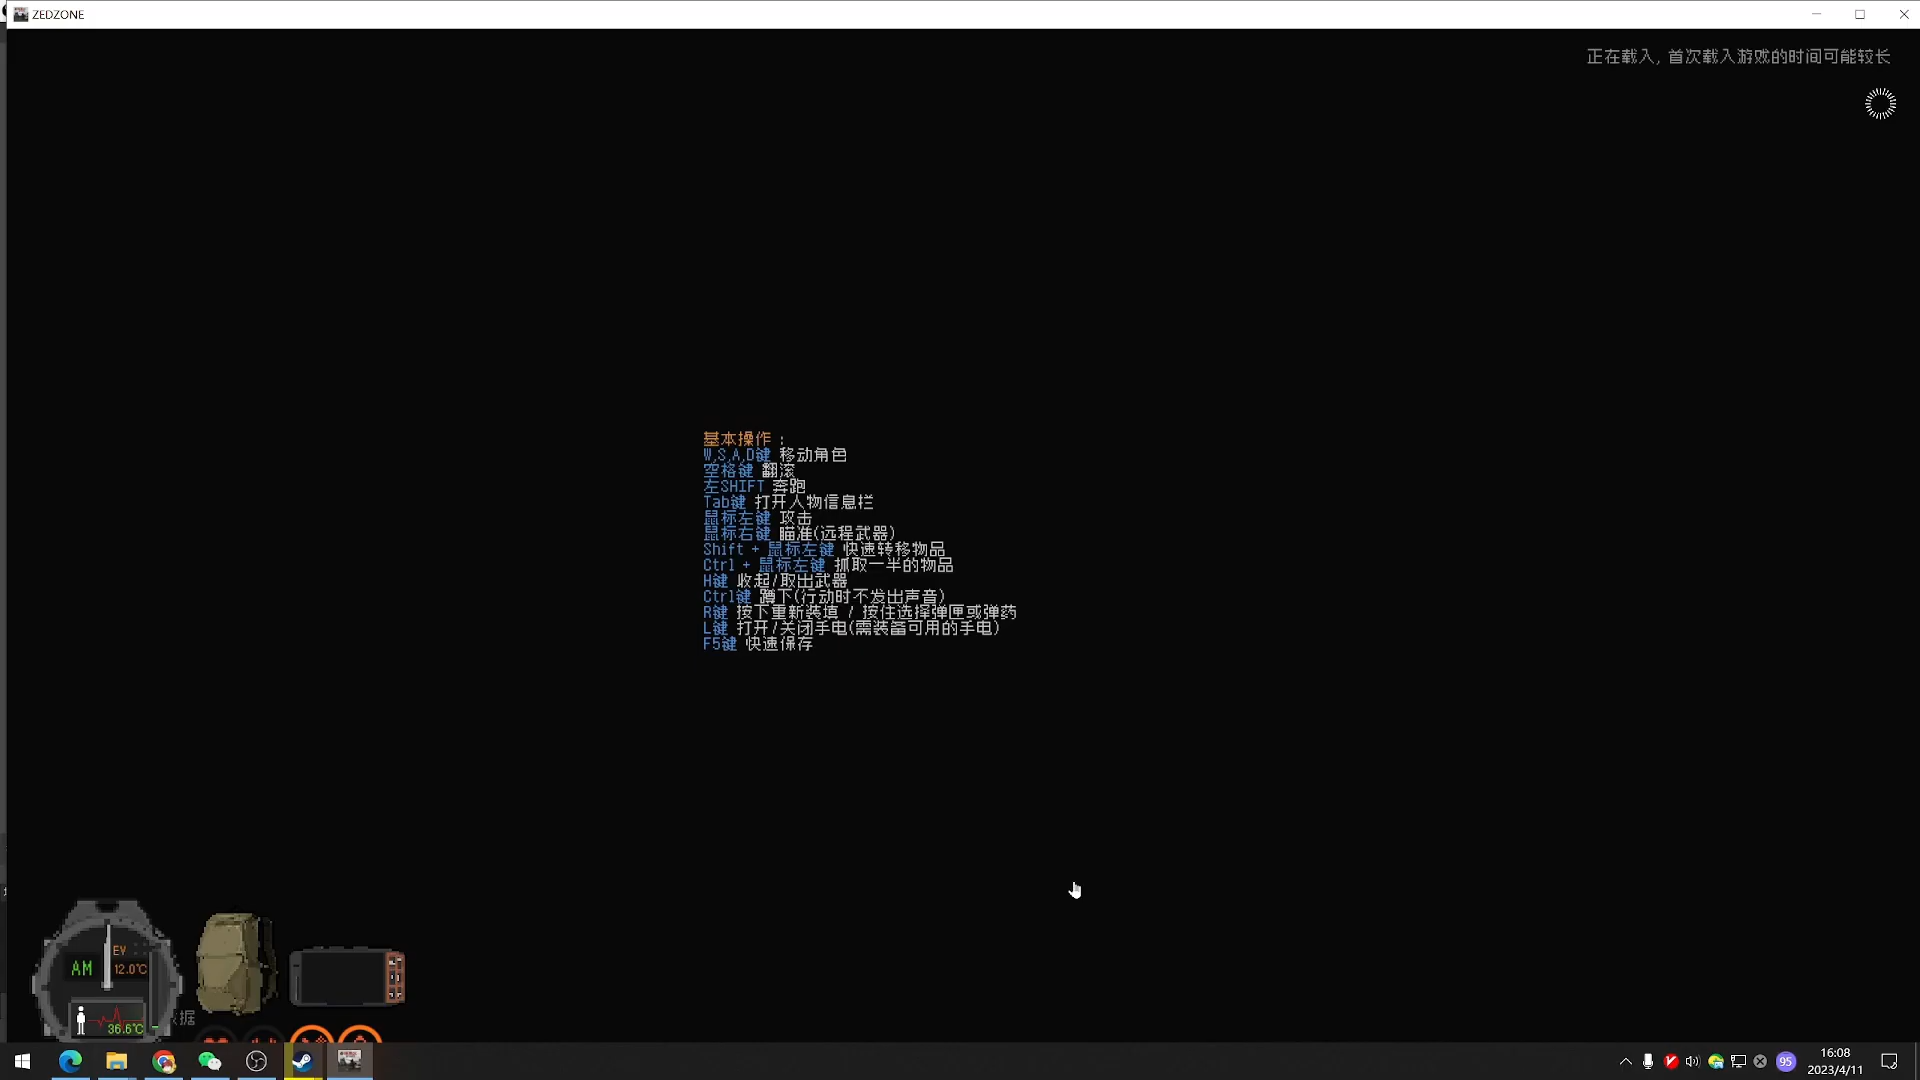 ZEDZONE
正在载入, 首次载入游戏的时间可能较长
基本操作 :
W,S,A,D键 移动角色
空格键 翻滚
左SHIFT 奔跑
Tab键 打开人物信息栏
鼠标左键 攻击
鼠标右键 瞄准(远程武器)
Shift + 鼠标左键 快速转移物品
Ctrl + 鼠标左键 抓取一半的物品
H键 收起/取出武器
Ctrl键 蹲下(行动时不发出声音)
R键 按下重新装填 / 按住选择弹匣或弹药
L键 打开/关闭手电(需装备可用的手电)
F5键 快速保存
EV
AM 12.0℃
36.6℃
据
95
16:08
2023/4/11